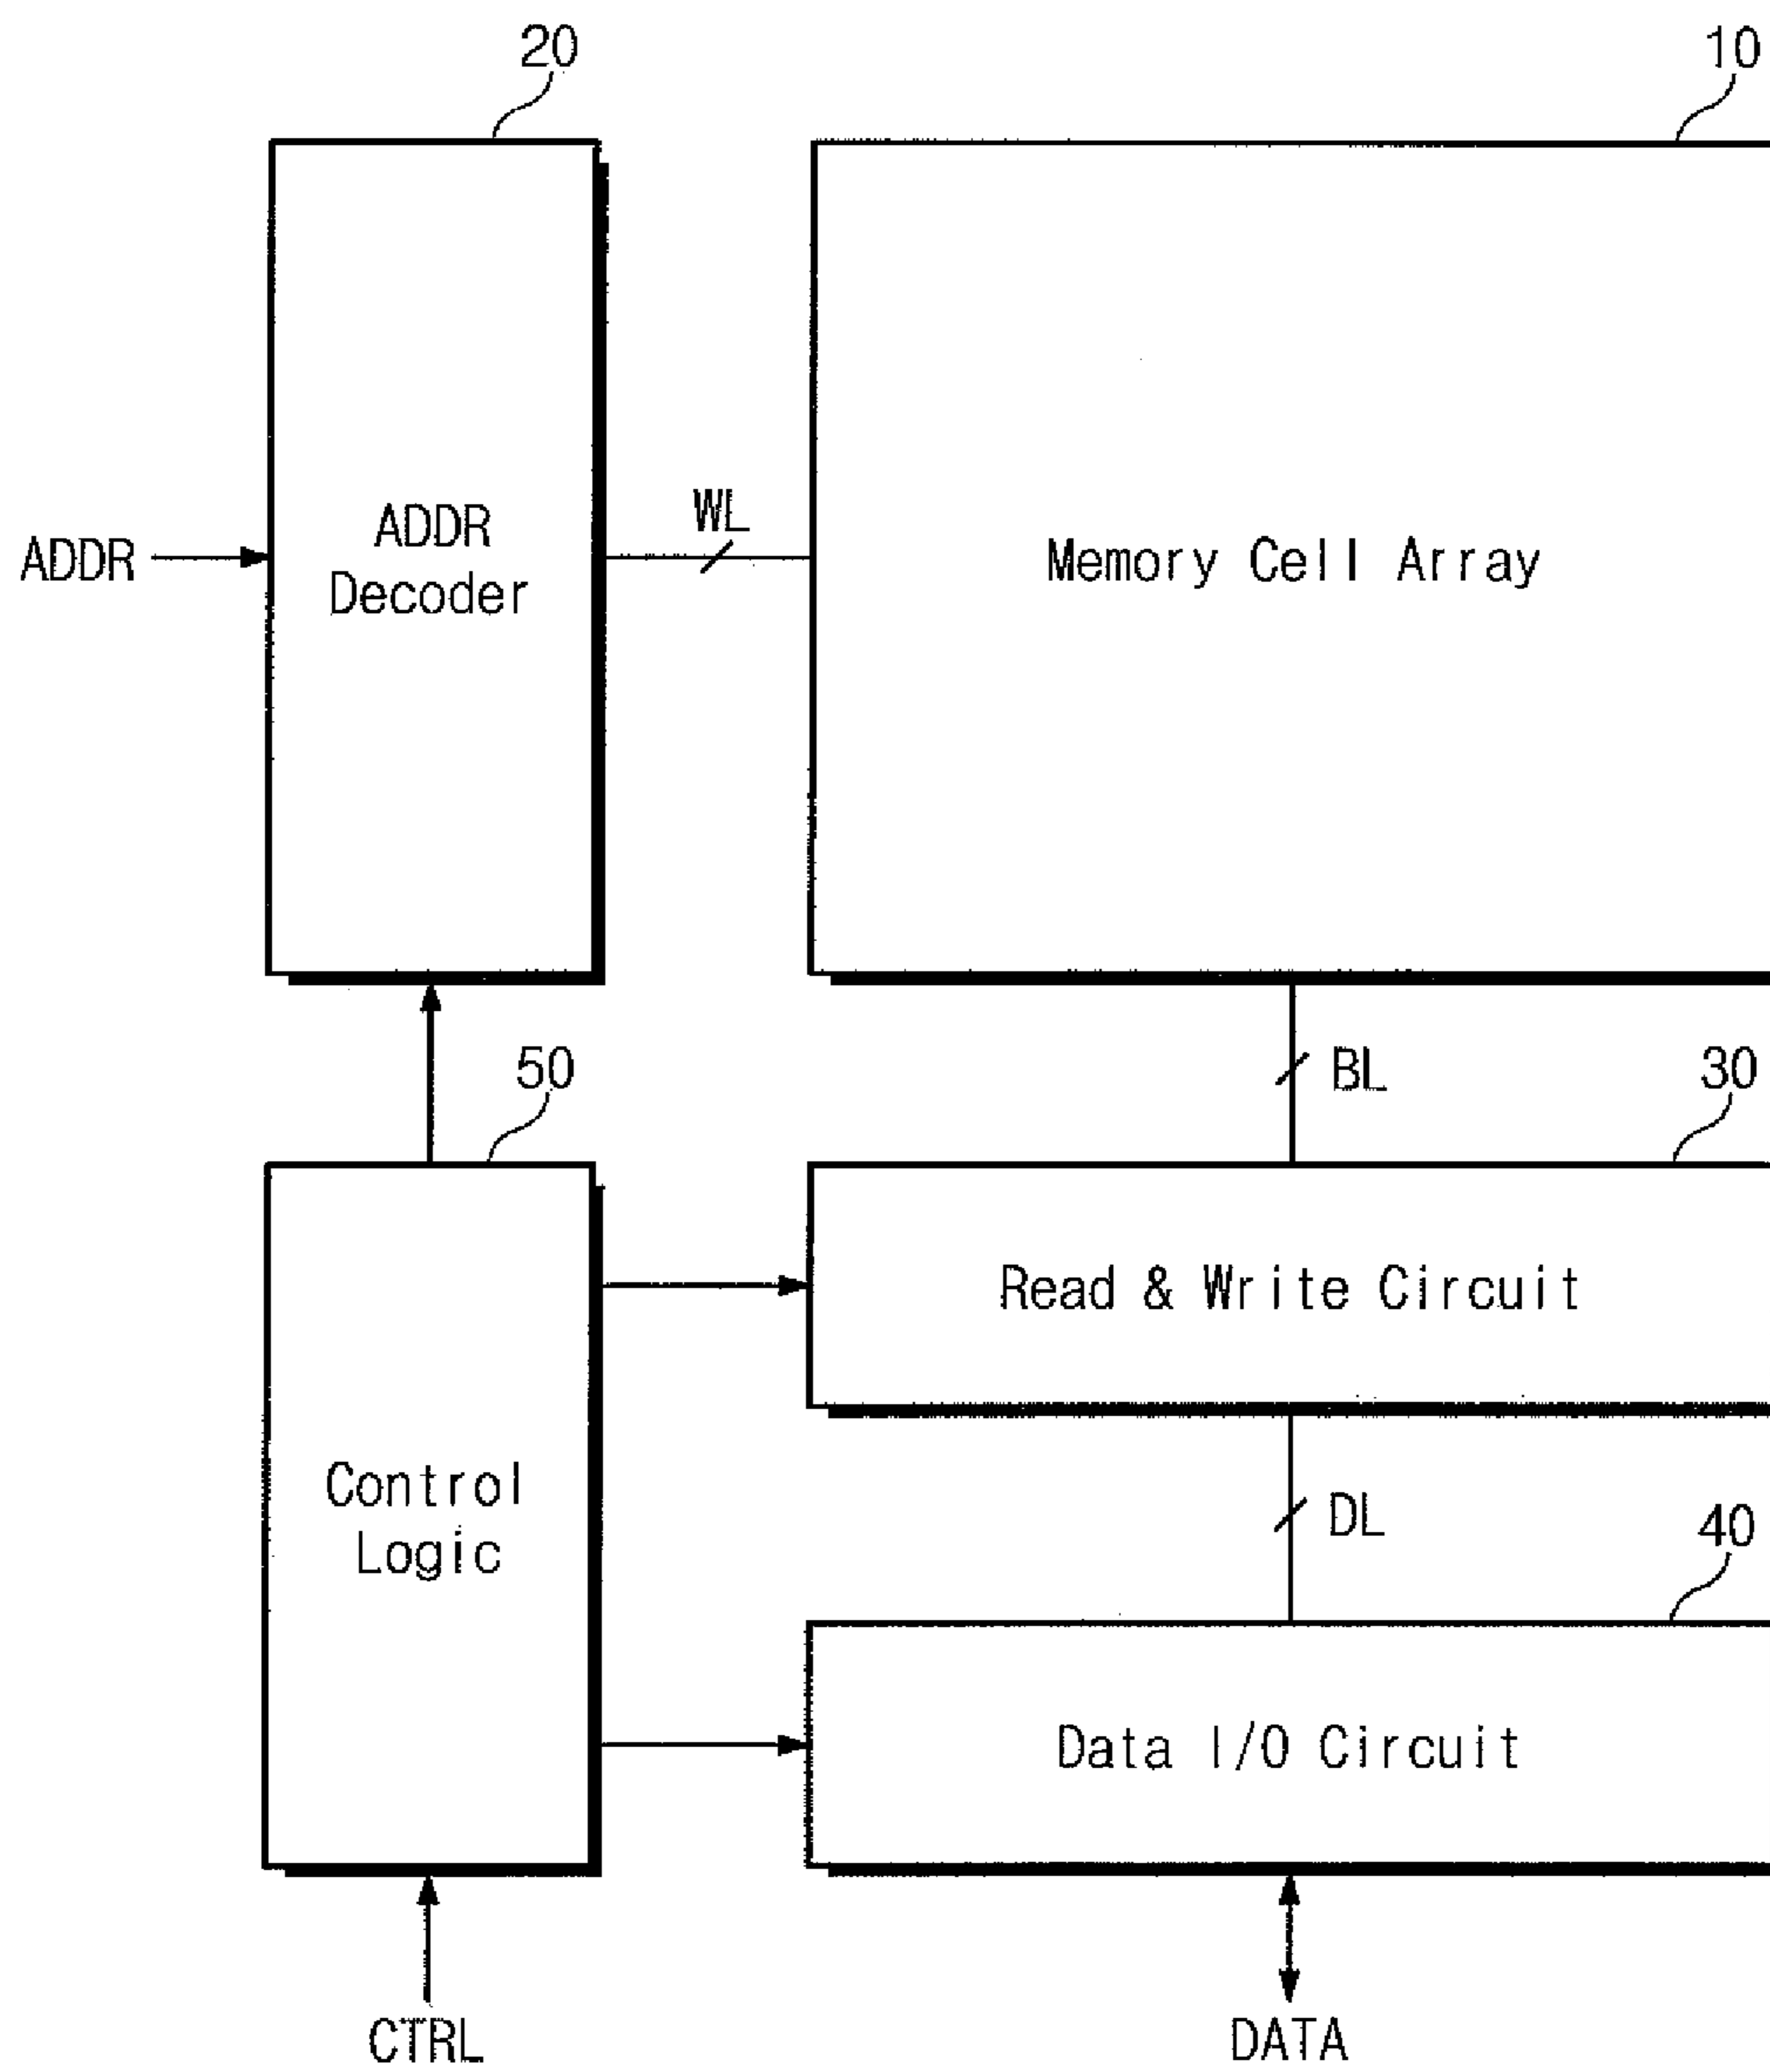 20
10
ADDR
ADDR
Decoder
WL
Memory Cell Array
50
BL
30
Read & Write Circuit
Control
Logic
DL
40
Data I/O Circuit
CTRL
DATA